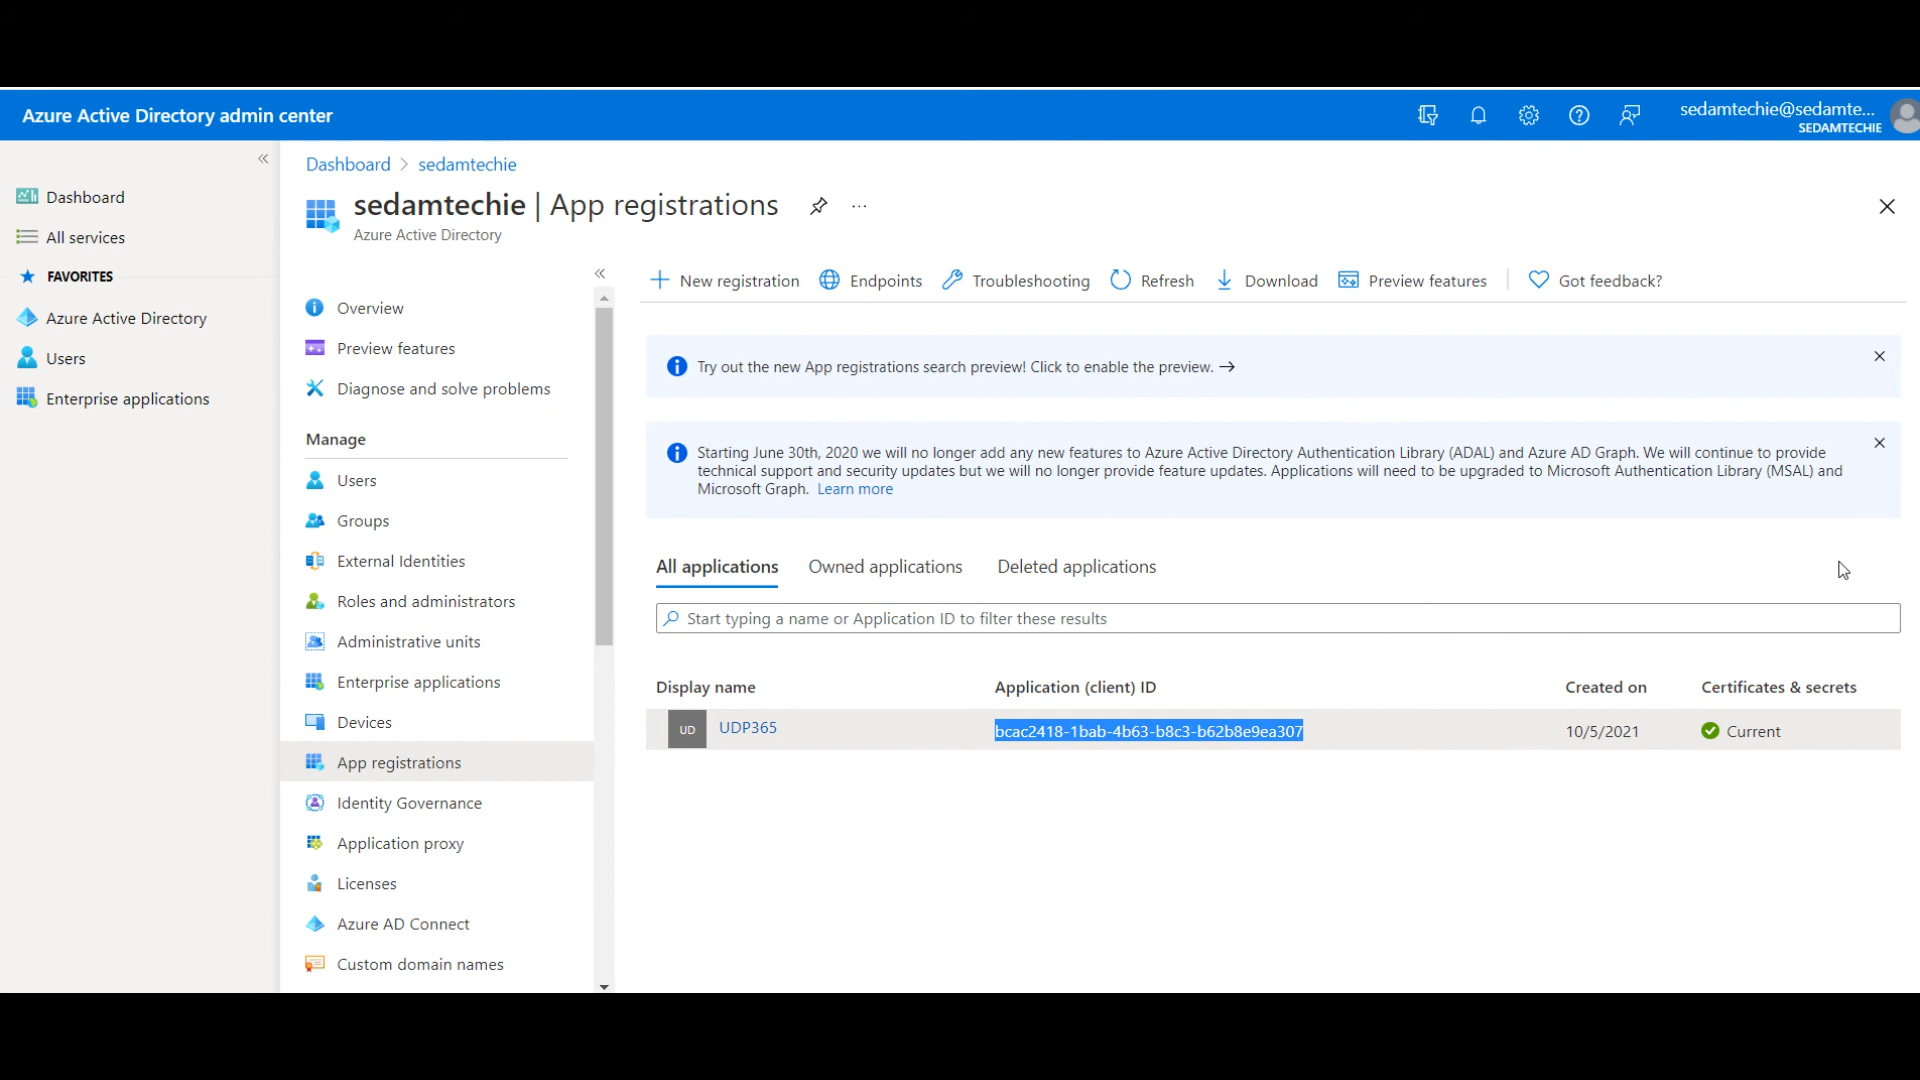 Azure Active Directory admin center
sedamtechie@sedamte...
SEDAMTECHIE
Dashboard
All services
FAVORITES
Azure Active Directory
Users
Enterprise applications
Dashboard > sedamtechie
sedamtechie | App registrations
Azure Active Directory
Overview
Preview features
Diagnose and solve problems
Manage
Users
Groups
External Identities
Roles and administrators
Administrative units
Enterprise applications
Devices
App registrations
Identity Governance
Application proxy
Licenses
Azure AD Connect
Custom domain names
New registration Endpoints Troubleshooting Refresh Download Preview features Got feedback?
Try out the new App registrations search preview! Click to enable the preview. →
Starting June 30th, 2020 we will no longer add any new features to Azure Active Directory Authentication Library (ADAL) and Azure AD Graph. We will continue to provide
technical support and security updates but we will no longer provide feature updates. Applications will need to be upgraded to Microsoft Authentication Library (MSAL) and
Microsoft Graph. Learn more
All applications Owned applications Deleted applications
Start typing a name or Application ID to filter these results
Display name Application (client) ID Created on Certificates & secrets
UD UDP365 bcac2418-1bab-4b63-b8c3-b62b8e9ea307 10/5/2021 Current